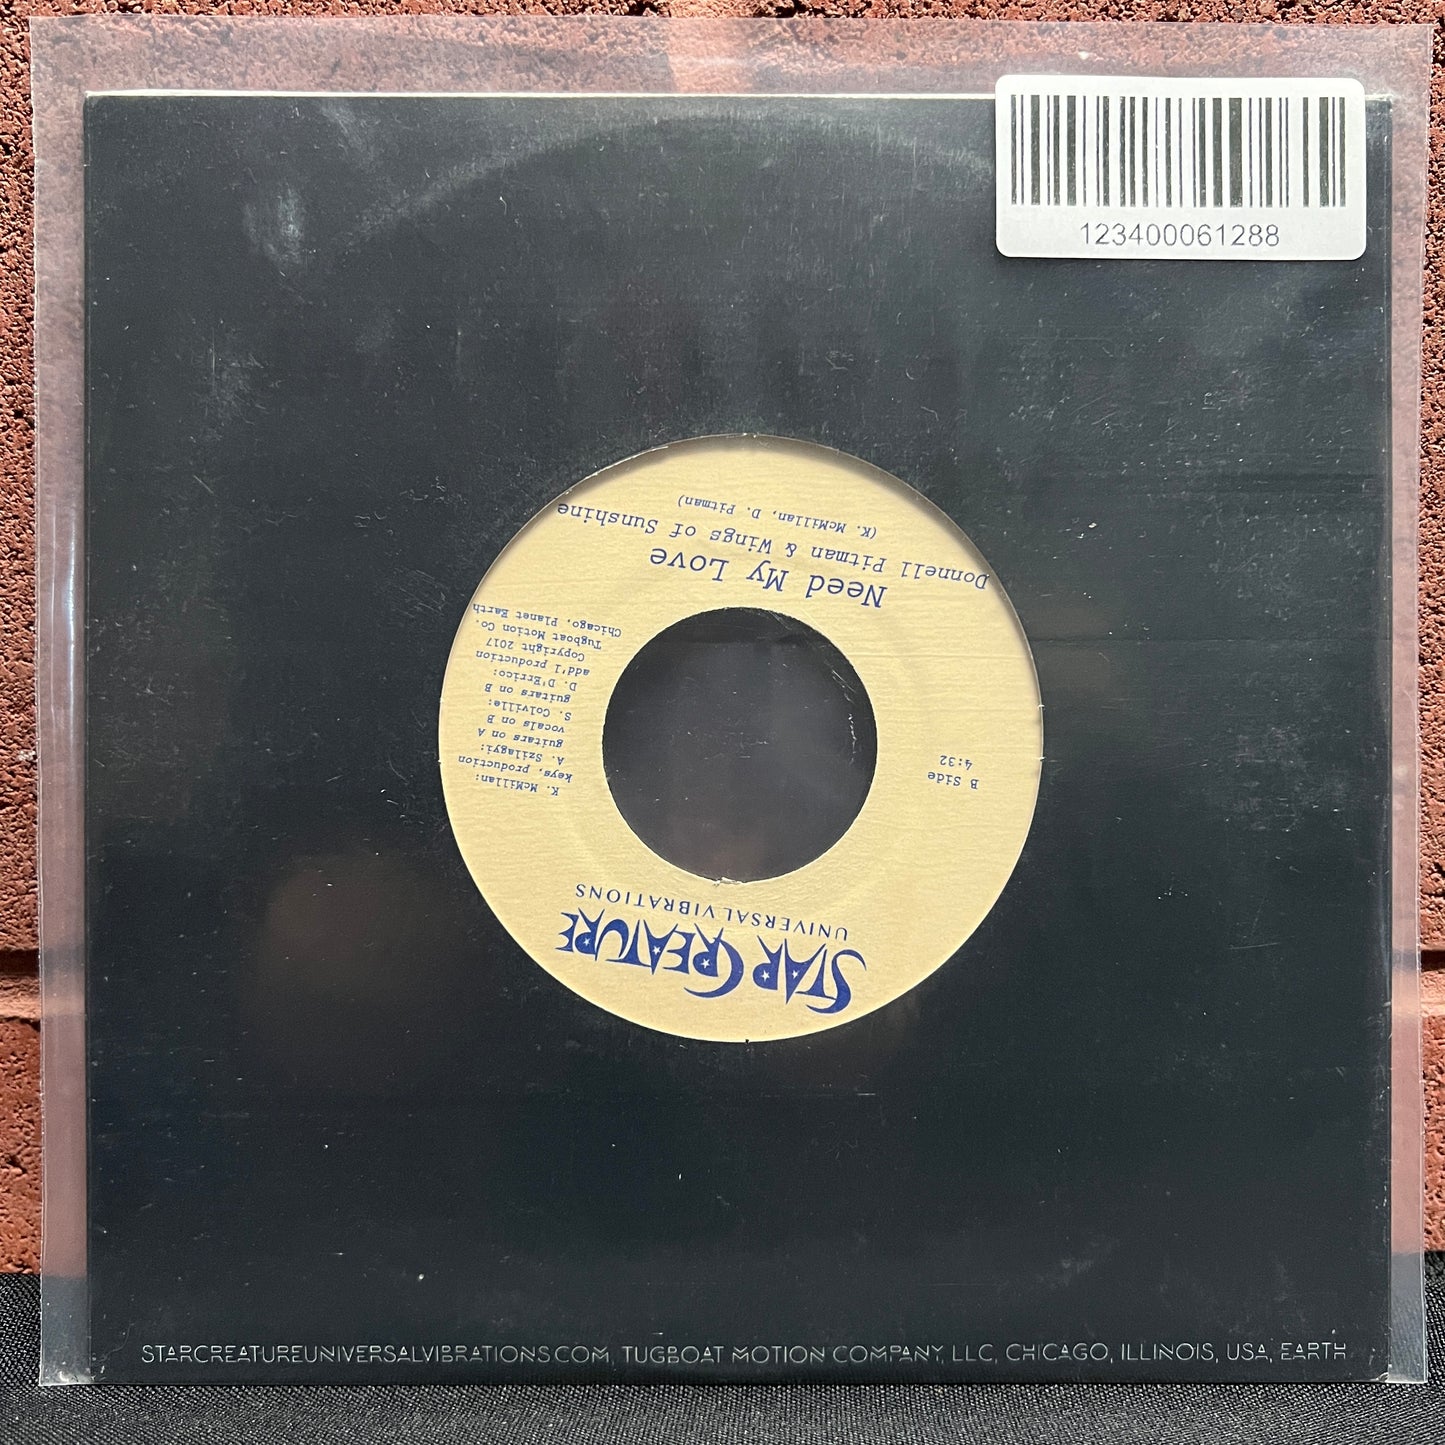 123400061288
STAR CREATURE
UNIVERSAL VIBRATIONS
B Side
4:32
K. McMillan:
keys, production
A. Szilagyi:
guitars on A
vocals on B
S. Colville:
guitars on B
D. D'Errico:
add'l production
Copyright 2017
Tugboat Motion Co.
Chicago, Planet Earth
Need My Love
Donnell Pitman & Wings of Sunshine
(K. McMillan, D. Pitman)
STARCREATUREUNIVERSALVIBRATIONS.COM, TUGBOAT MOTION COMPANY, LLC, CHICAGO, ILLINOIS, USA, EARTH